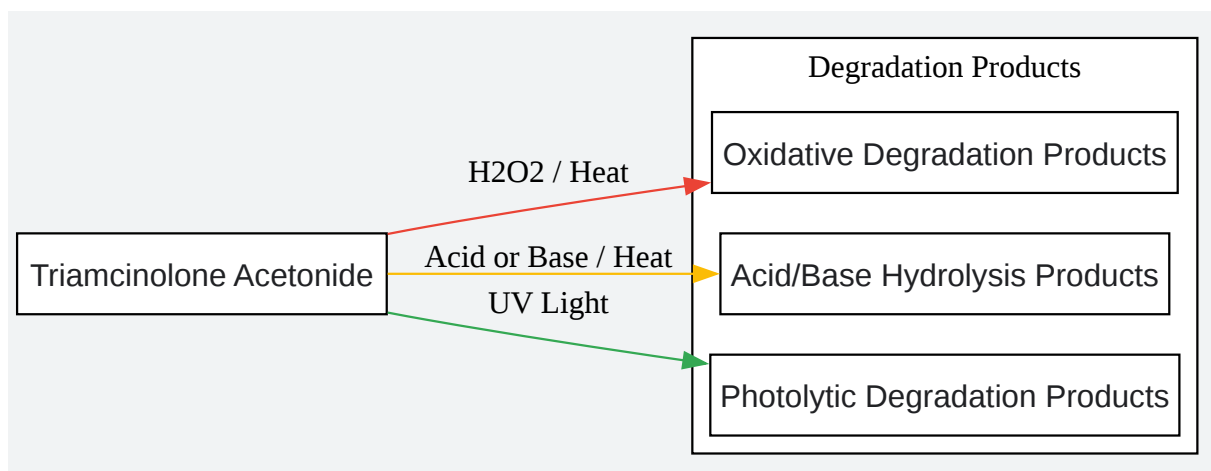 Degradation Products
Oxidative Degradation Products
H2O2 / Heat
Triamcinolone Acetonide
Acid or Base / Heat
Acid/Base Hydrolysis Products
UV Light
Photolytic Degradation Products